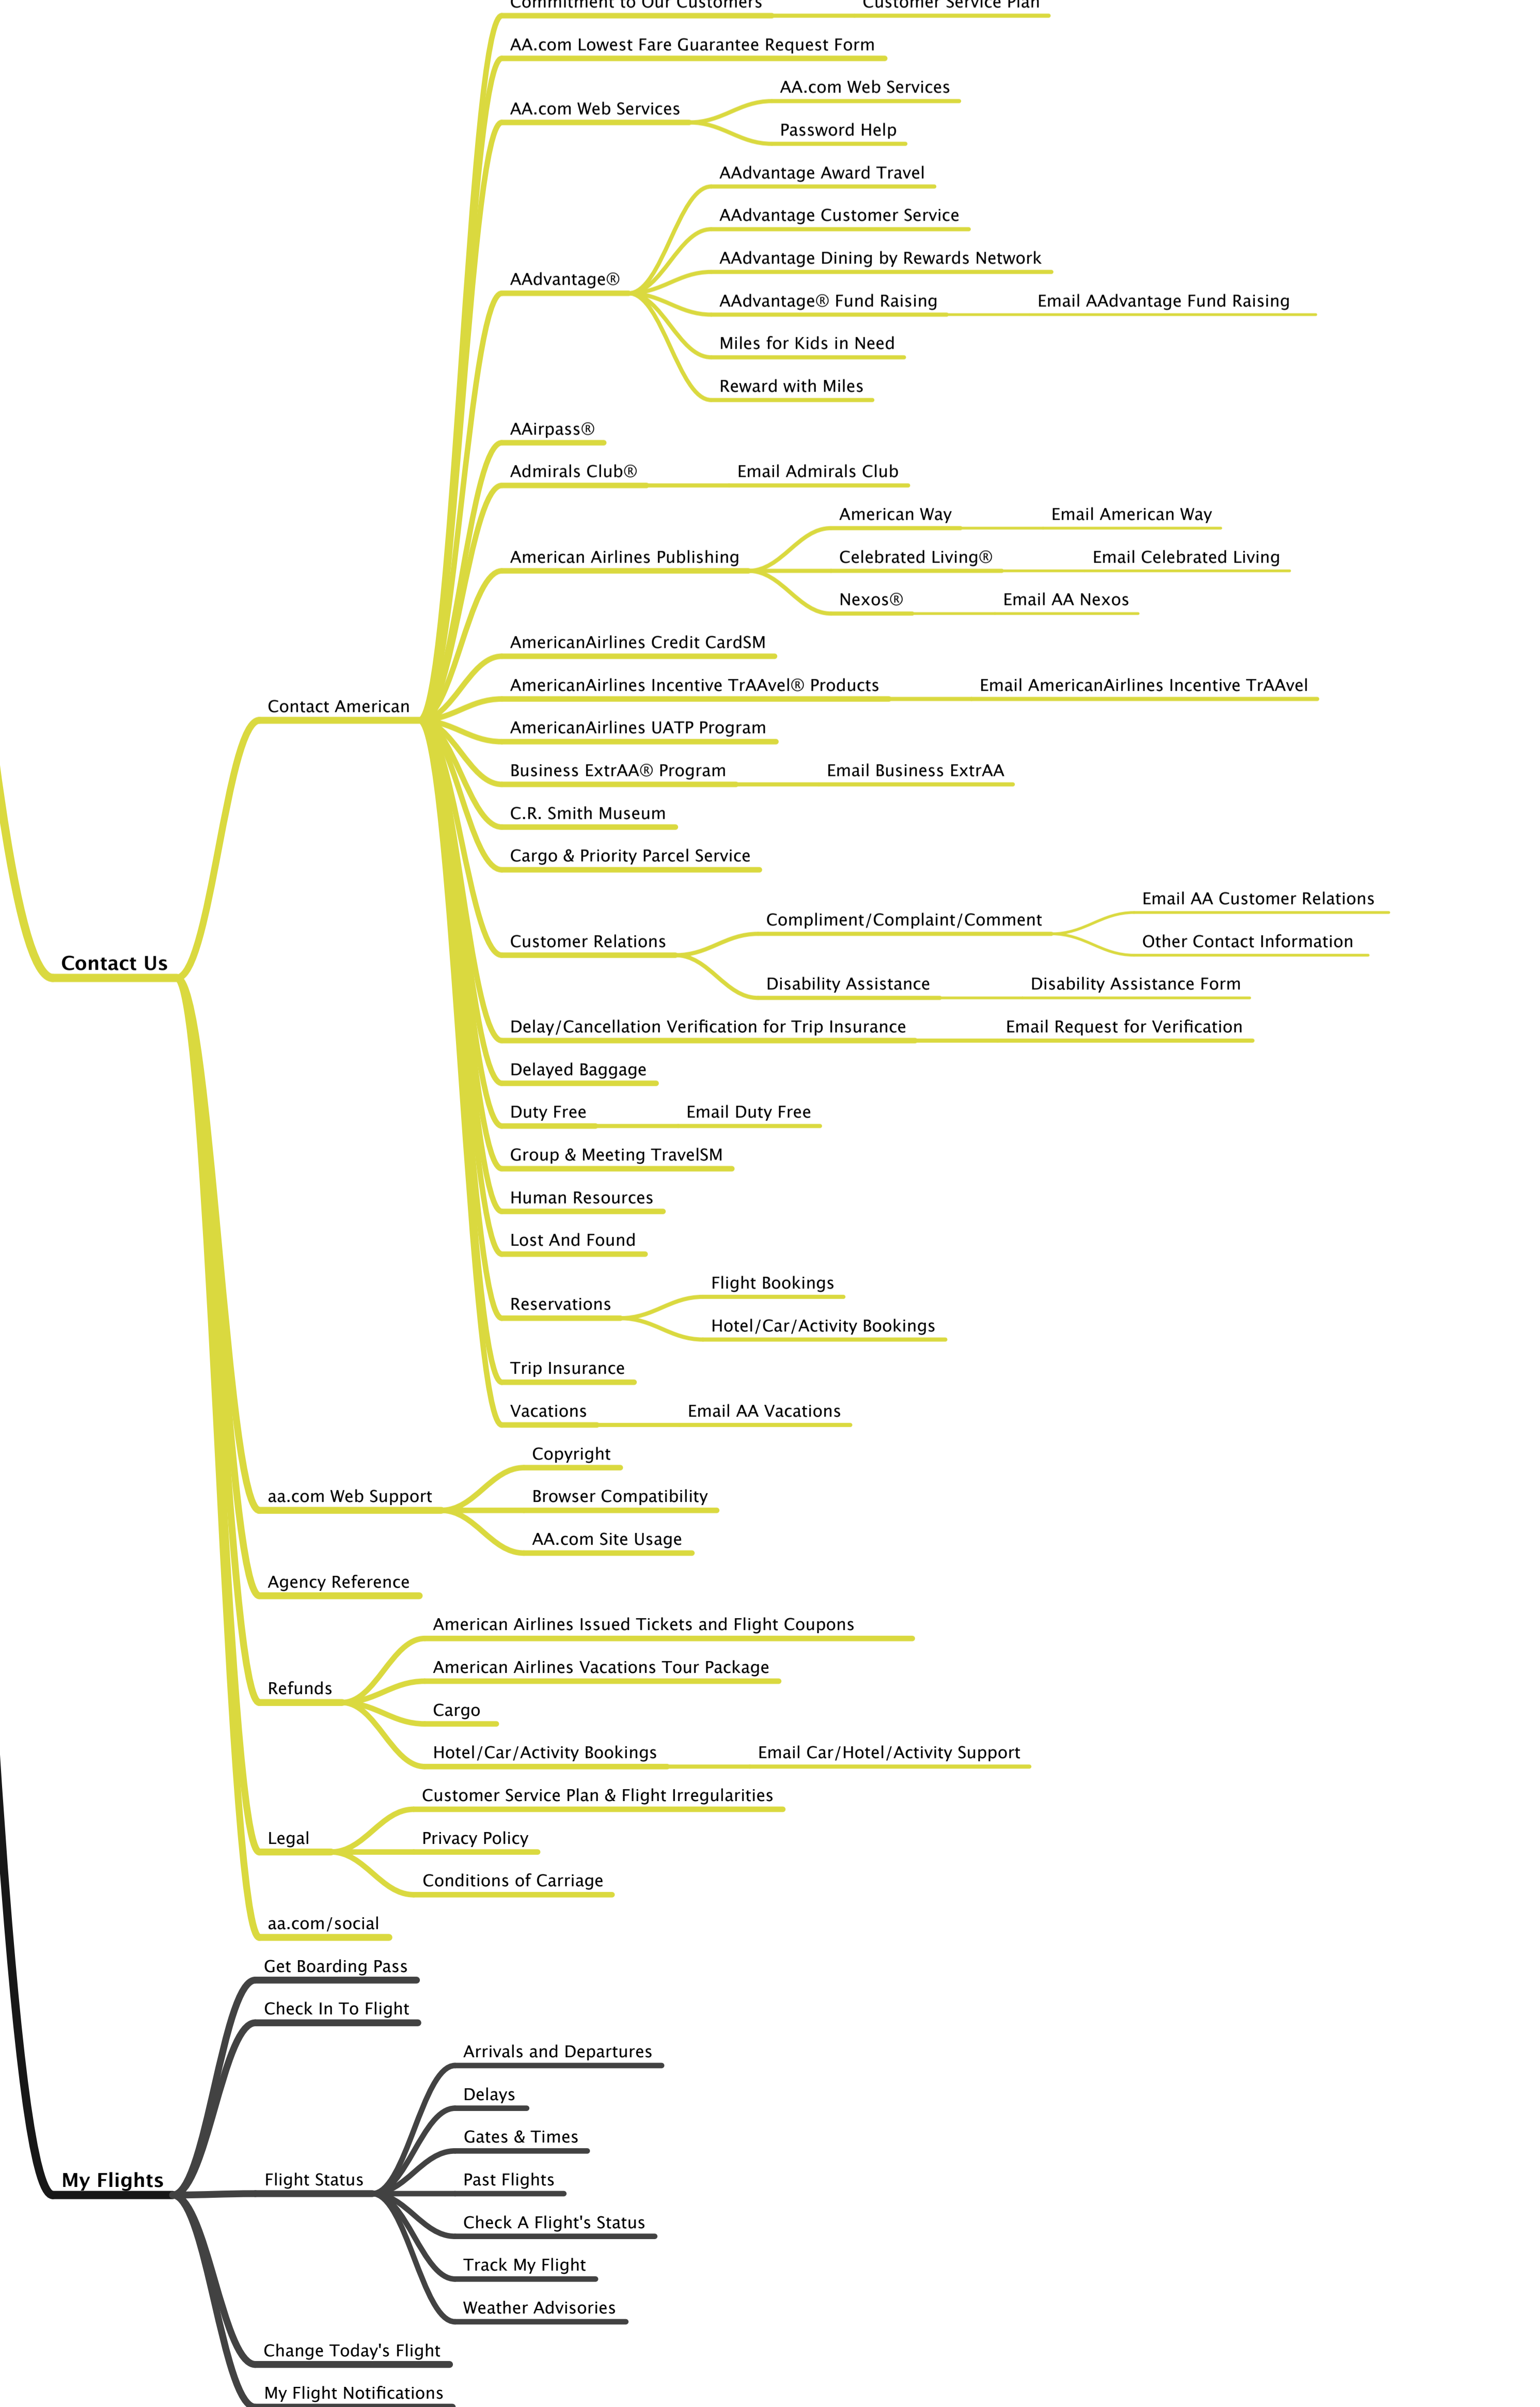 Commitment to Our Customers
Customer Service Plan
AA.com Lowest Fare Guarantee Request Form
AA.com Web Services
AA.com Web Services
Password Help
AAdvantage®
AAdvantage Award Travel
AAdvantage Customer Service
AAdvantage Dining by Rewards Network
AAdvantage® Fund Raising
Email AAdvantage Fund Raising
Miles for Kids in Need
Reward with Miles
AAirpass®
Admirals Club®
Email Admirals Club
American Airlines Publishing
American Way
Email American Way
Celebrated Living®
Email Celebrated Living
Nexos®
Email AA Nexos
AmericanAirlines Credit CardSM
AmericanAirlines Incentive TrAAvel® Products
Email AmericanAirlines Incentive TrAAvel
Contact American
AmericanAirlines UATP Program
Business ExtrAA® Program
Email Business ExtrAA
C.R. Smith Museum
Cargo & Priority Parcel Service
Customer Relations
Compliment/Complaint/Comment
Email AA Customer Relations
Other Contact Information
Disability Assistance
Disability Assistance Form
Contact Us
Delay/Cancellation Verification for Trip Insurance
Email Request for Verification
Delayed Baggage
Duty Free
Email Duty Free
Group & Meeting TravelSM
Human Resources
Lost And Found
Reservations
Flight Bookings
Hotel/Car/Activity Bookings
Trip Insurance
Vacations
Email AA Vacations
aa.com Web Support
Copyright
Browser Compatibility
AA.com Site Usage
Agency Reference
Refunds
American Airlines Issued Tickets and Flight Coupons
American Airlines Vacations Tour Package
Cargo
Hotel/Car/Activity Bookings
Email Car/Hotel/Activity Support
Legal
Customer Service Plan & Flight Irregularities
Privacy Policy
Conditions of Carriage
aa.com/social
My Flights
Get Boarding Pass
Check In To Flight
Flight Status
Arrivals and Departures
Delays
Gates & Times
Past Flights
Check A Flight's Status
Track My Flight
Weather Advisories
Change Today's Flight
My Flight Notifications